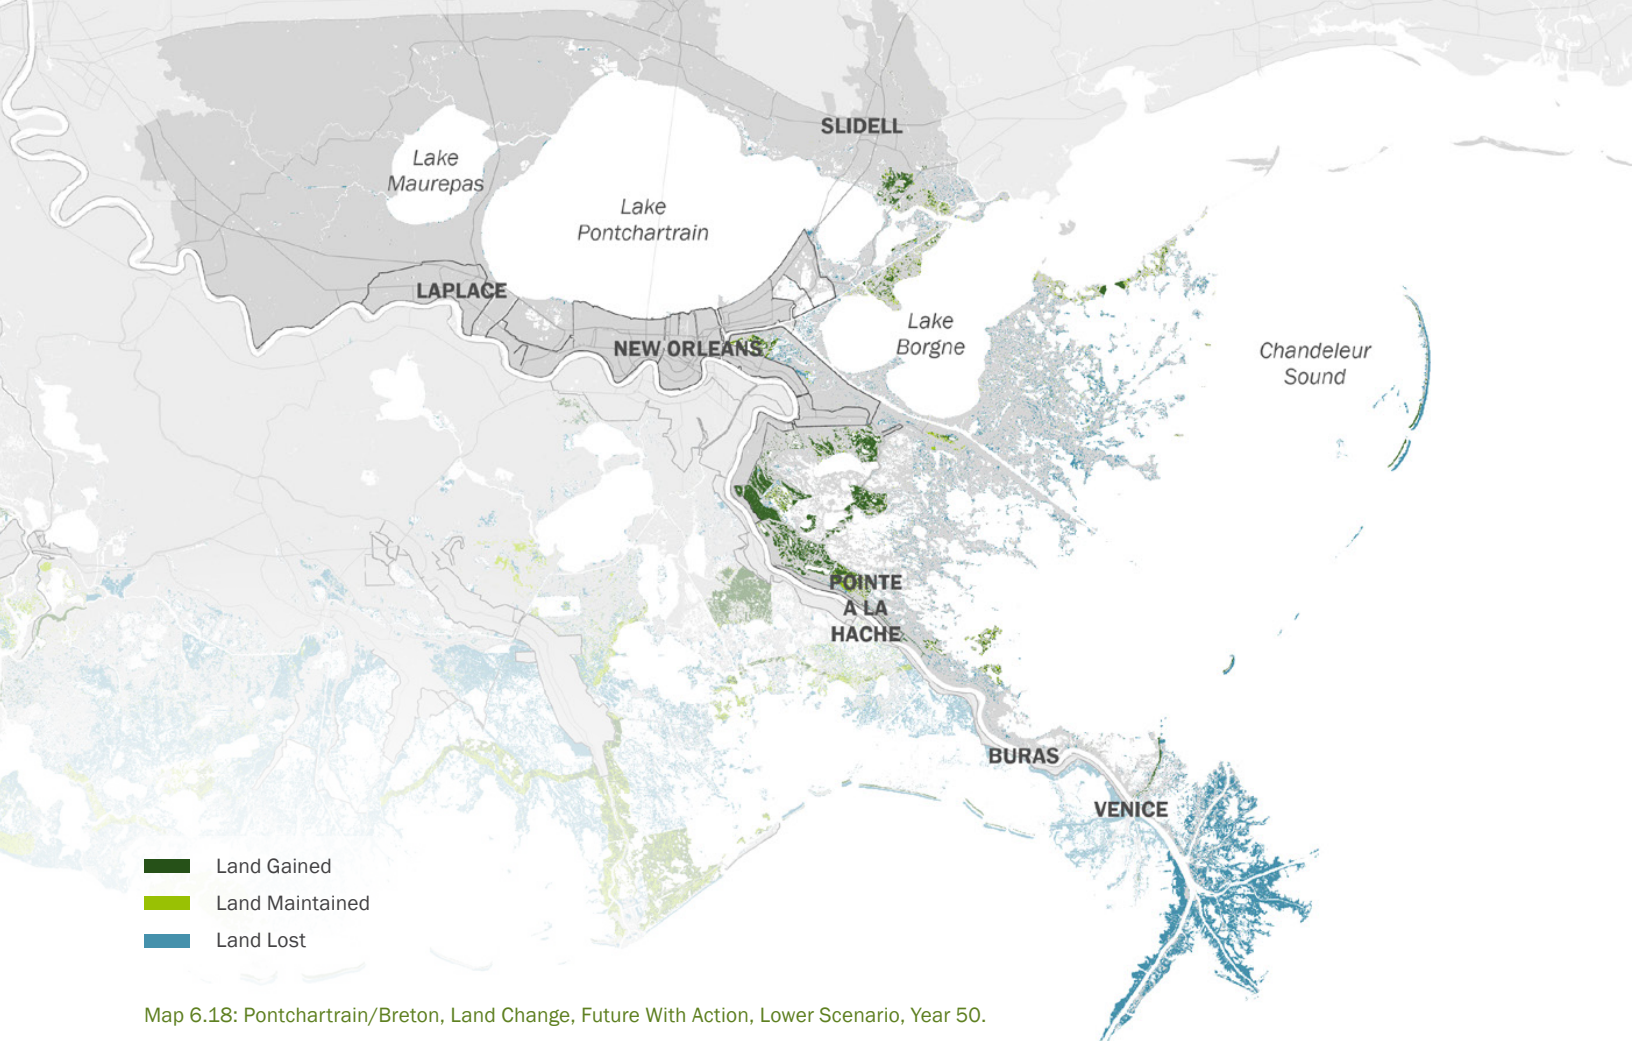 SLIDELL
Lake
Maurepas
Lake
Pontchartrain
LAPLACE
NEW ORLEANS
Lake
Borgne
Chandeleur
Sound
POINTE
A LA
HACHE
BURAS
VENICE
Land Gained
Land Maintained
Land Lost
Map 6.18: Pontchartrain/Breton, Land Change, Future With Action, Lower Scenario, Year 50.